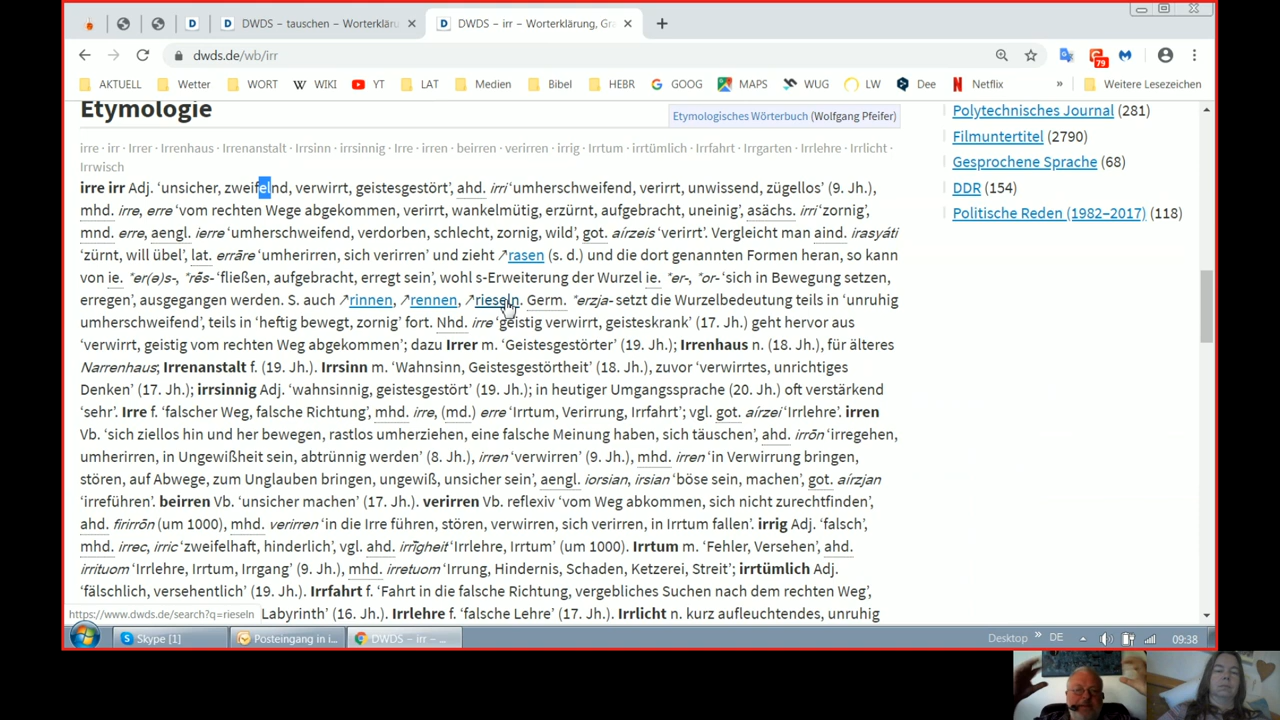 DWDS – tauschen – Worterkläru
DWDS – irr – Worterklärung, Gr
dwds.de/wb/irr
79
AKTUELL Wetter WORT WIKI YT LAT Medien Bibel HEBR GOOG MAPS WUG LW Dee Netflix » Weitere Lesezeichen
Etymologie
Etymologisches Wörterbuch (Wolfgang Pfeifer)
irre · irr · Irrer · Irrenhaus · Irrenanstalt · Irrsinn · irrsinnig · Irre · irren · beirren · verirren · irrig · Irrtum · irrtümlich · Irrfahrt · Irrgarten · Irrlehre · Irrlicht ·
Irrwisch
irre irr Adj. ‘unsicher, zweifelnd, verwirrt, geistesgestört’, ahd. irri ‘umherschweifend, verirrt, unwissend, zügellos’ (9. Jh.),
mhd. irre, erre ‘vom rechten Wege abgekommen, verirrt, wankelmütig, erzürnt, aufgebracht, uneinig’, asächs. irri ‘zornig’,
mnd. erre, aengl. ierre ‘umherschweifend, verdorben, schlecht, zornig, wild’, got. aírzeis ‘verirrt’. Vergleicht man aind. irasyáti
‘zürnt, will übel’, lat. errāre ‘umherirren, sich verirren’ und zieht ↗rasen (s. d.) und die dort genannten Formen heran, so kann
von ie. *er(ə)s-, *rēs- ‘fließen, aufgebracht, erregt sein’, wohl s-Erweiterung der Wurzel ie. *er-, *or- ‘sich in Bewegung setzen,
erregen’, ausgegangen werden. S. auch ↗rinnen, ↗rennen, ↗rieseln. Germ. *erzja- setzt die Wurzelbedeutung teils in ‘unruhig
umherschweifend’, teils in ‘heftig bewegt, zornig’ fort. Nhd. irre ‘geistig verwirrt, geisteskrank’ (17. Jh.) geht hervor aus
‘verwirrt, geistig vom rechten Weg abgekommen’; dazu Irrer m. ‘Geistesgestörter’ (19. Jh.); Irrenhaus n. (18. Jh.), für älteres
Narrenhaus; Irrenanstalt f. (19. Jh.). Irrsinn m. ‘Wahnsinn, Geistesgestörtheit’ (18. Jh.), zuvor ‘verwirrtes, unrichtiges
Denken’ (17. Jh.); irrsinnig Adj. ‘wahnsinnig, geistesgestört’ (19. Jh.); in heutiger Umgangssprache (20. Jh.) oft verstärkend
‘sehr’. Irre f. ‘falscher Weg, falsche Richtung’, mhd. irre, (md.) erre ‘Irrtum, Verirrung, Irrfahrt’; vgl. got. aírzei ‘Irrlehre’. irren
Vb. ‘sich ziellos hin und her bewegen, rastlos umherziehen, eine falsche Meinung haben, sich täuschen’, ahd. irrōn ‘irregehen,
umherirren, in Ungewißheit sein, abtrünnig werden’ (8. Jh.), irren ‘verwirren’ (9. Jh.), mhd. irren ‘in Verwirrung bringen,
stören, auf Abwege, zum Unglauben bringen, ungewiß, unsicher sein’, aengl. iorsian, irsian ‘böse sein, machen’, got. aírzjan
‘irreführen’. beirren Vb. ‘unsicher machen’ (17. Jh.). verirren Vb. reflexiv ‘vom Weg abkommen, sich nicht zurechtfinden’,
ahd. firirrōn (um 1000), mhd. verirren ‘in die Irre führen, stören, verwirren, sich verirren, in Irrtum fallen’. irrig Adj. ‘falsch’,
mhd. irrec, irric ‘zweifelhaft, hinderlich’, vgl. ahd. irrīgheit ‘Irrlehre, Irrtum’ (um 1000). Irrtum m. ‘Fehler, Versehen’, ahd.
irrituom ‘Irrlehre, Irrtum, Irrgang’ (9. Jh.), mhd. irretuom ‘Irrung, Hindernis, Schaden, Ketzerei, Streit’; irrtümlich Adj.
‘fälschlich, versehentlich’ (19. Jh.). Irrfahrt f. ‘Fahrt in die falsche Richtung, vergebliches Suchen nach dem rechten Weg’,
Labyrinth’ (16. Jh.). Irrlehre f. ‘falsche Lehre’ (17. Jh.). Irrlicht n. kurz aufleuchtendes, unruhig
https://www.dwds.de/search?q=rieseln
Polytechnisches Journal (281)
Filmuntertitel (2790)
Gesprochene Sprache (68)
DDR (154)
Politische Reden (1982–2017) (118)
Skype [1] Posteingang in i... DWDS – irr – ... Desktop » DE 09:38